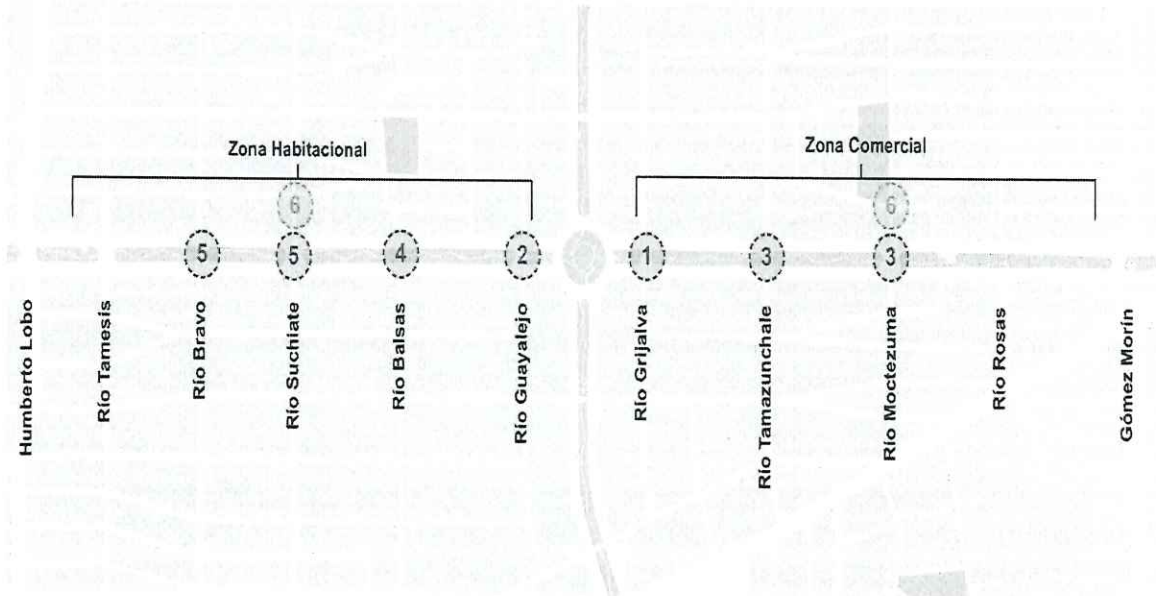 Zona Habitacional
Zona Comercial
6
6
5
5
4
2
1
3
3
Humberto Lobo
Río Tamesís
Río Bravo
Río Suchiate
Río Balsas
Río Guayalejo
Río Grijalva
Río Tamazunchale
Río Moctezuma
Río Rosas
Gómez Morín